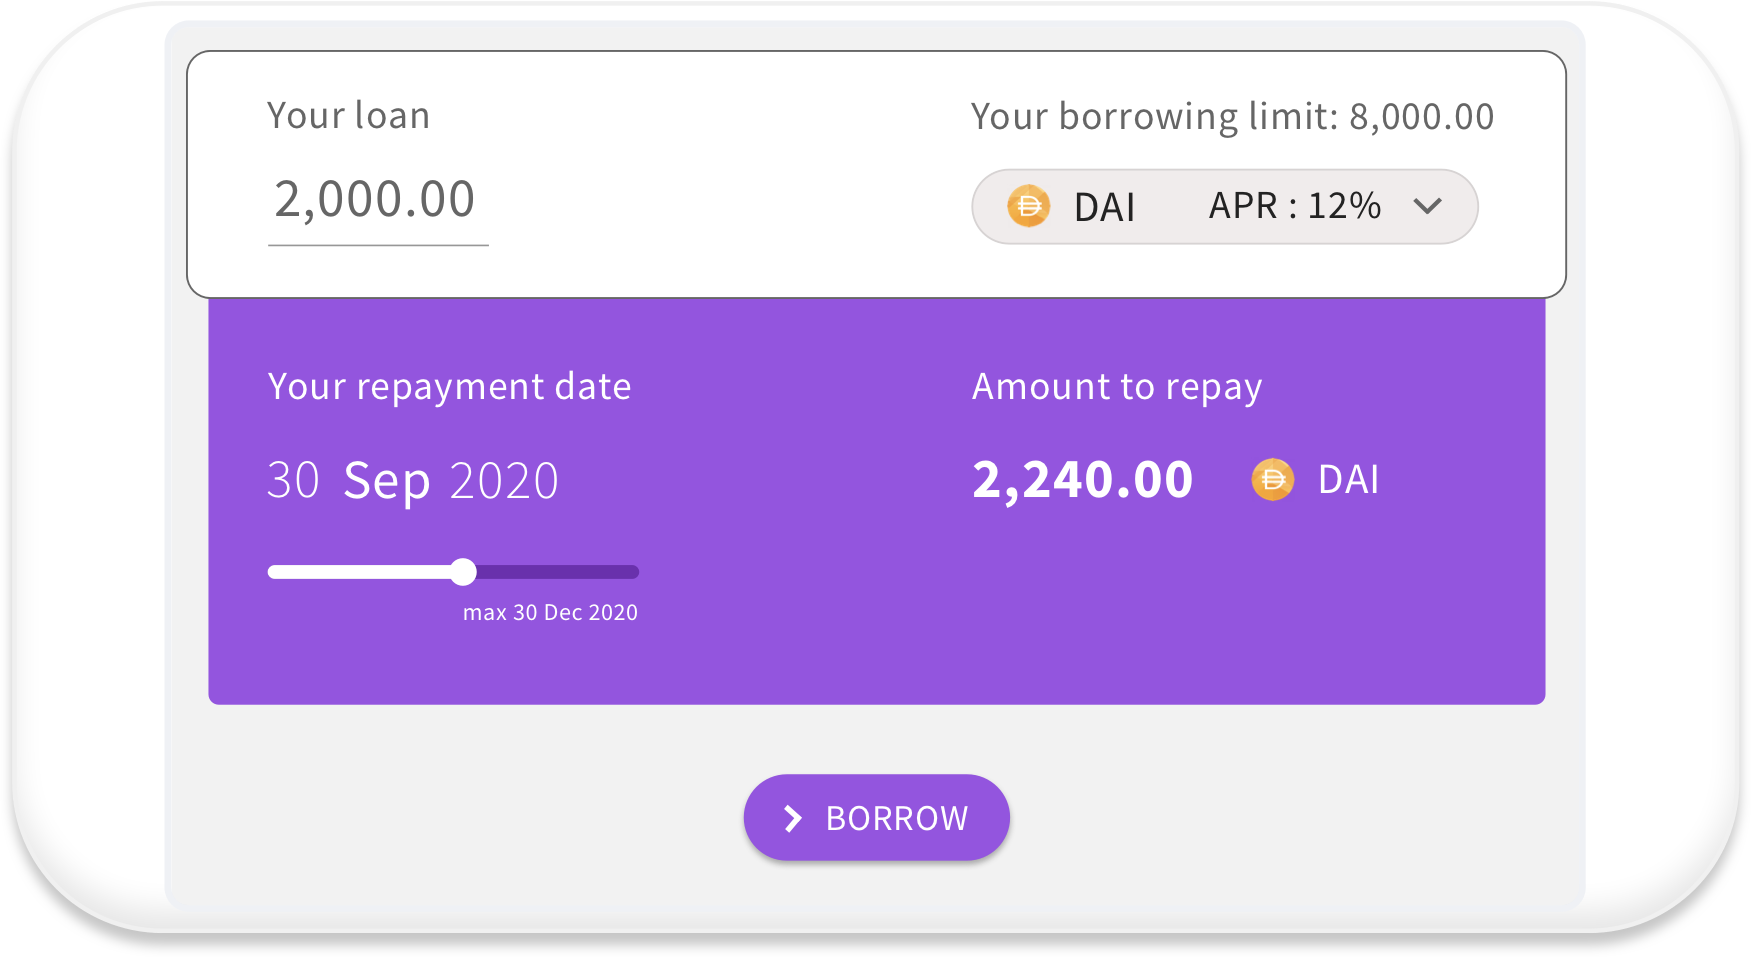 Your loan
2,000.00
Your borrowing limit: 8,000.00
DAI APR : 12%
Your repayment date
30 Sep 2020
max 30 Dec 2020
Amount to repay
2,240.00 DAI
BORROW